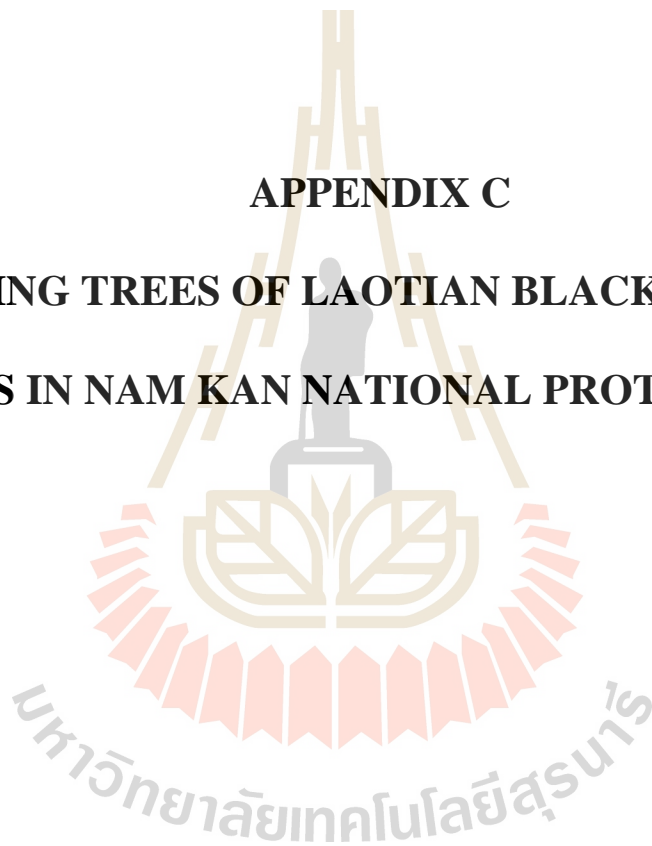 APPENDIX C
ING TREES OF LAOTIAN BLACK
S IN NAM KAN NATIONAL PROT
มหาวิทยาลัยเทคโนโลยีสุรนารี